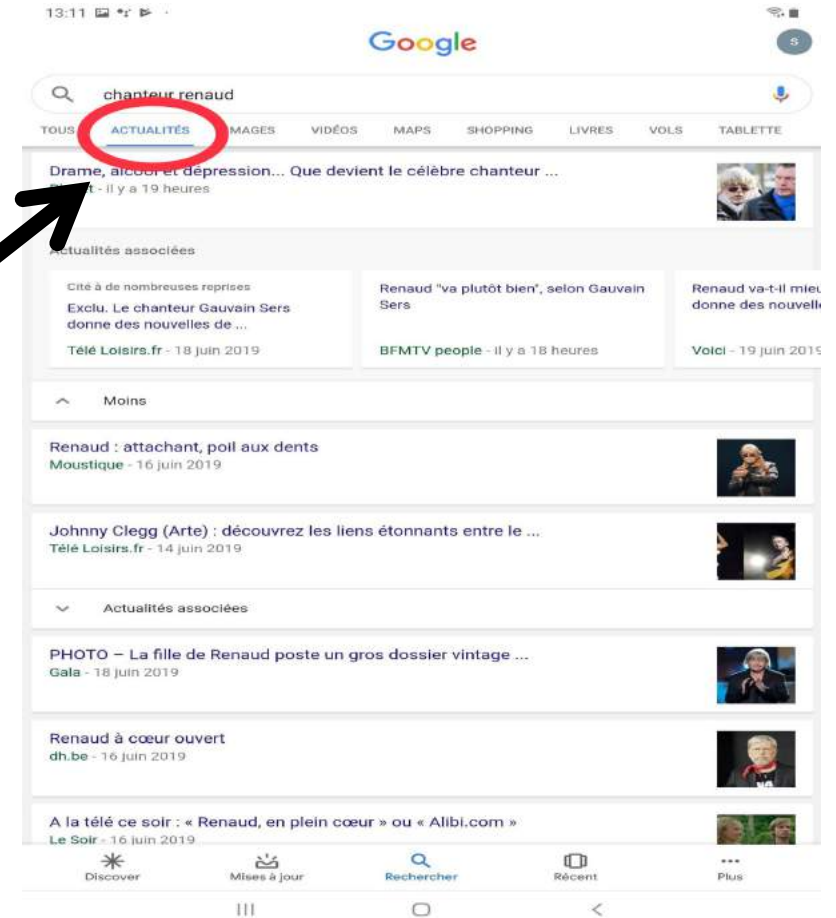 13:11
Google
S
chanteur renaud
TOUS ACTUALITÉS MAGES VIDÉOS MAPS SHOPPING LIVRES VOLS TABLETTE
Drame, alcool et dépression... Que devient le célèbre chanteur ...
- il y a 19 heures
Actualités associées
Cité à de nombreuses reprises
Exclu. Le chanteur Gauvain Sers
donne des nouvelles de ...
Télé Loisirs.fr - 18 juin 2019
Renaud "va plutôt bien", selon Gauvain
Sers
BFMTV people - il y a 18 heures
Renaud va-t-il mieu
donne des nouvelle
Voici - 19 juin 2019
Moins
Renaud : attachant, poil aux dents
Moustique - 16 juin 2019
Johnny Clegg (Arte) : découvrez les liens étonnants entre le ...
Télé Loisirs.fr - 14 juin 2019
Actualités associées
PHOTO – La fille de Renaud poste un gros dossier vintage ...
Gala - 18 juin 2019
Renaud à cœur ouvert
dh.be - 16 juin 2019
A la télé ce soir : « Renaud, en plein cœur » ou « Alibi.com »
Le Soir - 16 juin 2019
Discover Mises à jour Rechercher Récent Plus